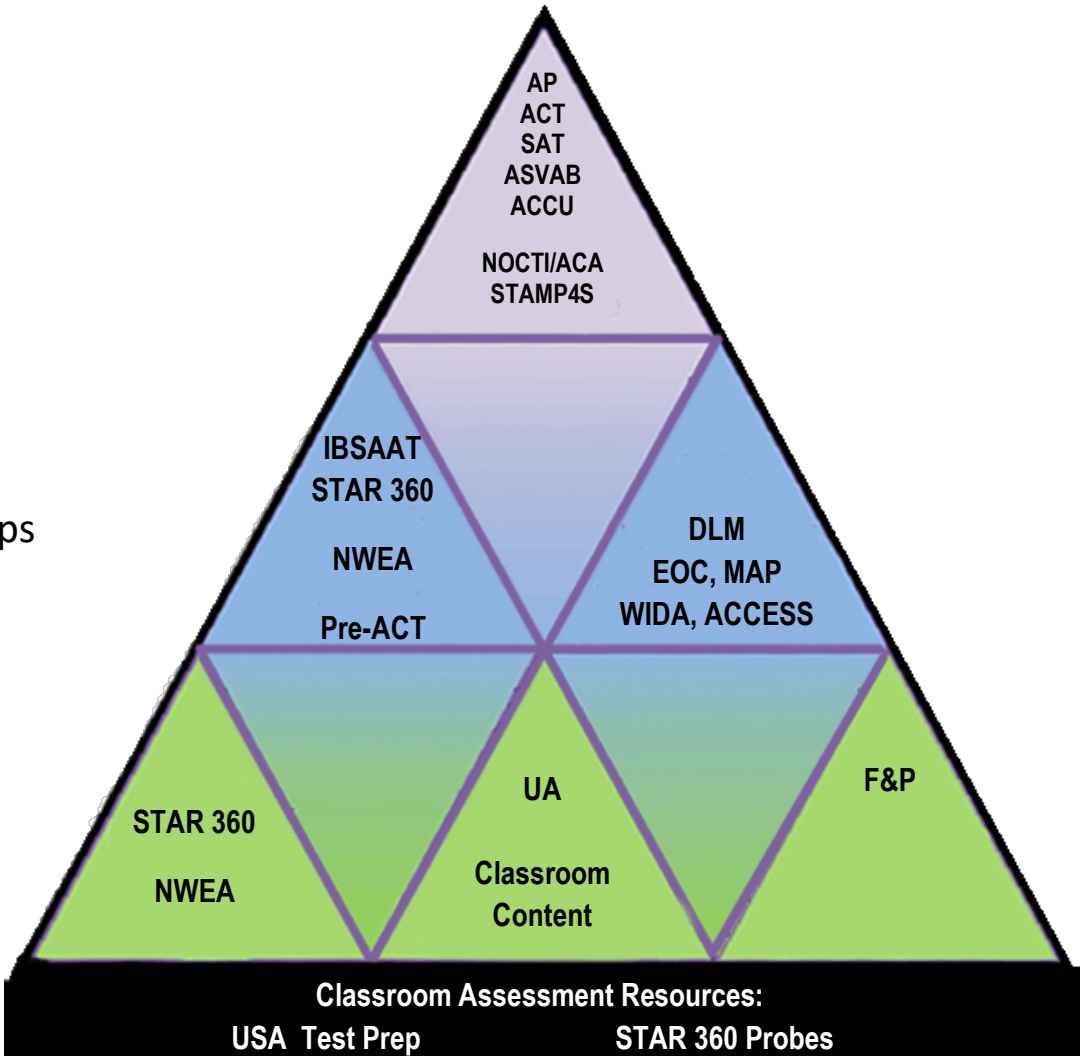 AP
ACT
SAT
ASVAB
ACCU
NOCTI/ACA
STAMP4S
IBSAAT
STAR 360
NWEA
Pre-ACT
ps
DLM
EOC, MAP
WIDA, ACCESS
STAR 360
NWEA
UA
Classroom
Content
F&P
Classroom Assessment Resources:
USA Test Prep STAR 360 Probes